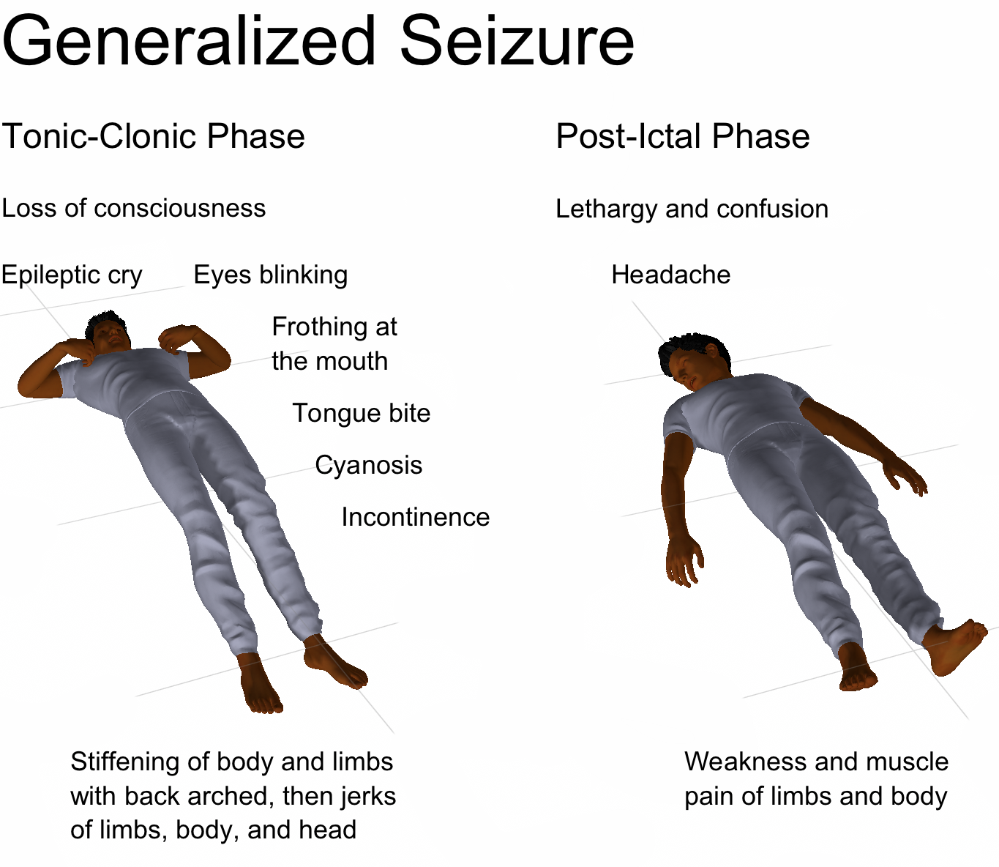 Generalized Seizure
Tonic-Clonic Phase
Loss of consciousness
Epileptic cry
Eyes blinking
Frothing at
the mouth
Tongue bite
Cyanosis
Incontinence
Stiffening of body and limbs
with back arched, then jerks
of limbs, body, and head
Post-Ictal Phase
Lethargy and confusion
Headache
Weakness and muscle
pain of limbs and body